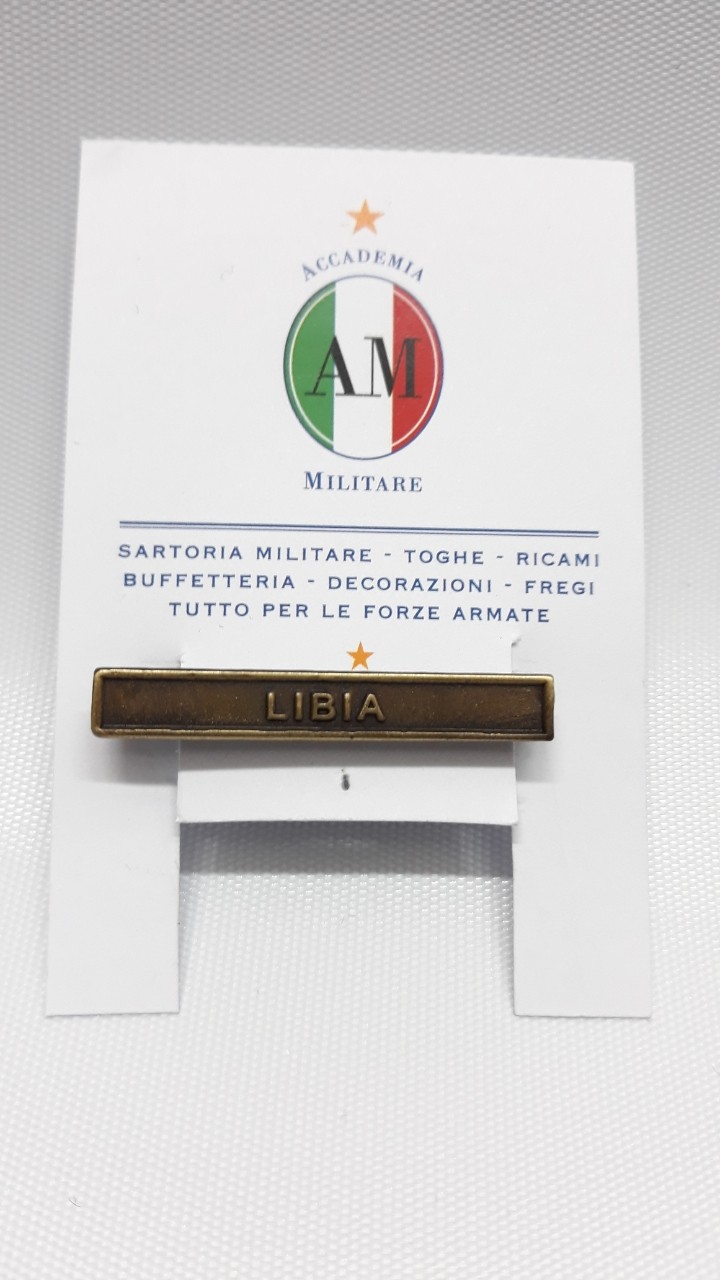 ACCADEMIA
AM
MILITARE
SARTORIA MILITARE - TOGHE - RICAMI
BUFFETTERIA - DECORAZIONI - FREGI
TUTTO PER LE FORZE ARMATE
LIBIA